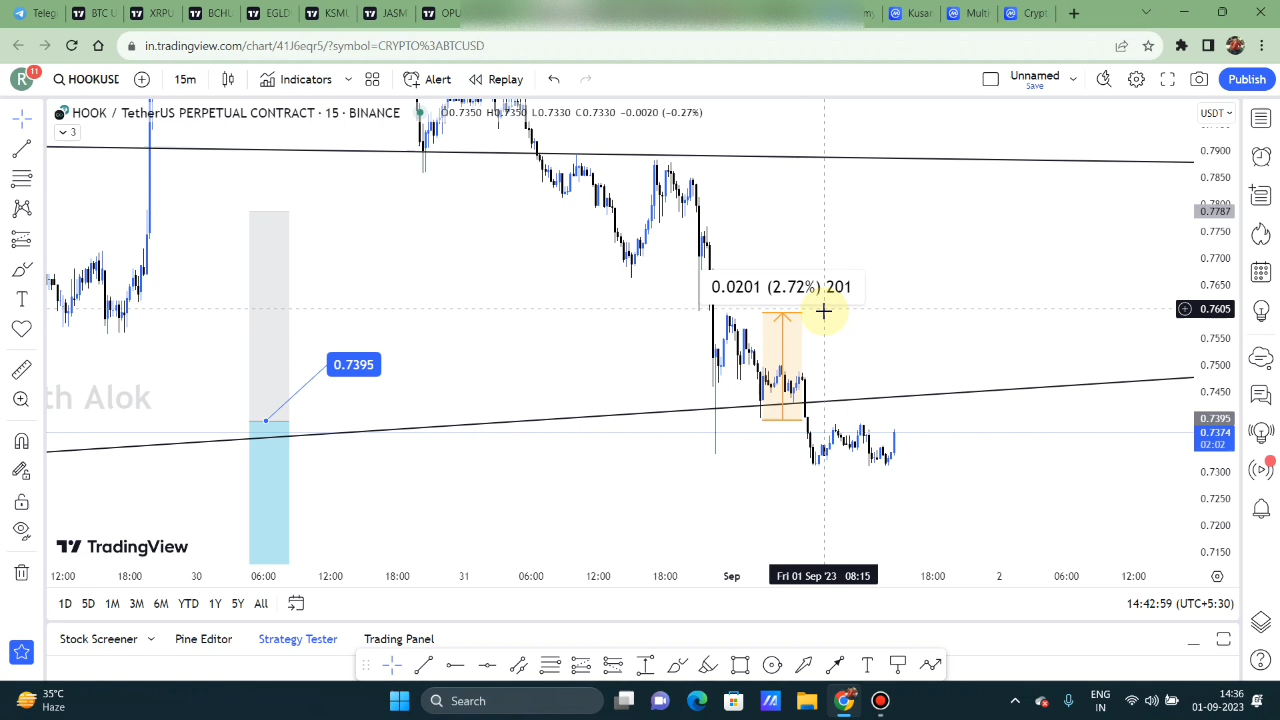 Telegi
BTC U
XRPU
BCHU
EGLD
KSMU
JASM
OPU
my
Kusar
Multi
Crypt
in.tradingview.com/chart/41J6eqr5/?symbol=CRYPTO%3ABTCUSD
R
11
HOOKUSD
15m
Indicators
Alert
Replay
Unnamed
Save
Publish
HOOK / TetherUS PERPETUAL CONTRACT · 15 · BINANCE
O0.7350 H0.7350 L0.7330 −0.0020 (−0.27%)
USDT
3
0.7900
0.7850
0.7800
0.7787
0.7750
0.7700
0.7650
0.7605
0.7550
0.7500
0.7450
0.7395
0.7374
02:02
0.7300
0.7250
0.7200
0.7150
0.0201 (2.72%) 201
0.7395
th Alok
TradingView
12:00
18:00
30
06:00
12:00
18:00
31
06:00
12:00
18:00
Sep
Fri 01 Sep '23 08:15
18:00
2
06:00
12:00
1D
5D
1M
3M
6M
YTD
1Y
5Y
All
14:42:59 (UTC+5:30)
Stock Screener
Pine Editor
Strategy Tester
Trading Panel
35°C
Haze
Search
ENG
IN
14:36
01-09-2023